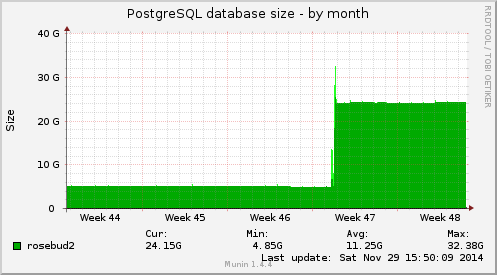 PostgreSQL database size - by month
RRDTOOL / TOBI OETIKER
Size
40 G
30 G
20 G
10 G
0
Week 44 Week 45 Week 46 Week 47 Week 48
Cur: Min: Avg: Max:
rosebud2 24.15G 4.85G 11.25G 32.38G
Last update: Sat Nov 29 15:50:09 2014
Munin 1.4.4